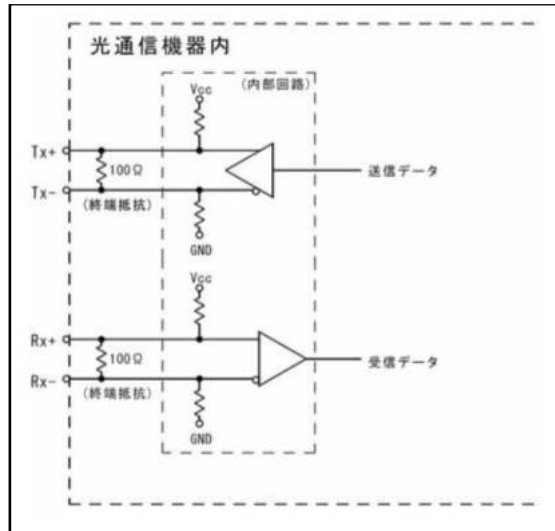 光通信機器内
(内部回路)
Vcc
Tx+
100Ω
送信データ
Tx-
(終端抵抗)
GND
Vcc
Rx+
100Ω
受信データ
Rx-
(終端抵抗)
GND